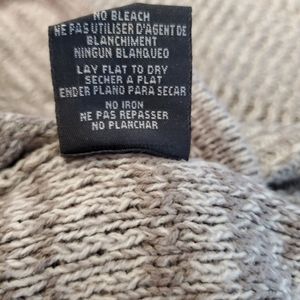 NO BLEACH
NE PAS UTILISER D'AGENT DE
BLANCHIMENT
NINGUN BLANQUEO
LAY FLAT TO DRY
SECHER A FLAT
ENDER PLANO PARA SECAR
NO IRON
NE PAS REPASSER
NO PLANCHAR